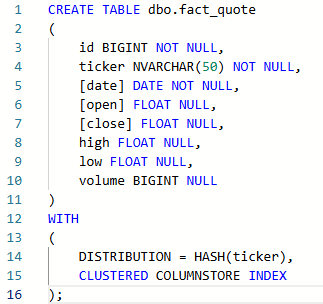 1 CREATE TABLE dbo.fact_quote
2 (
3 id BIGINT NOT NULL,
4 ticker NVARCHAR(50) NOT NULL,
5 [date] DATE NOT NULL,
6 [open] FLOAT NULL,
7 [close] FLOAT NULL,
8 high FLOAT NULL,
9 low FLOAT NULL,
10 volume BIGINT NULL
11 )
12 WITH
13 (
14 DISTRIBUTION = HASH(ticker),
15 CLUSTERED COLUMNSTORE INDEX
16 );